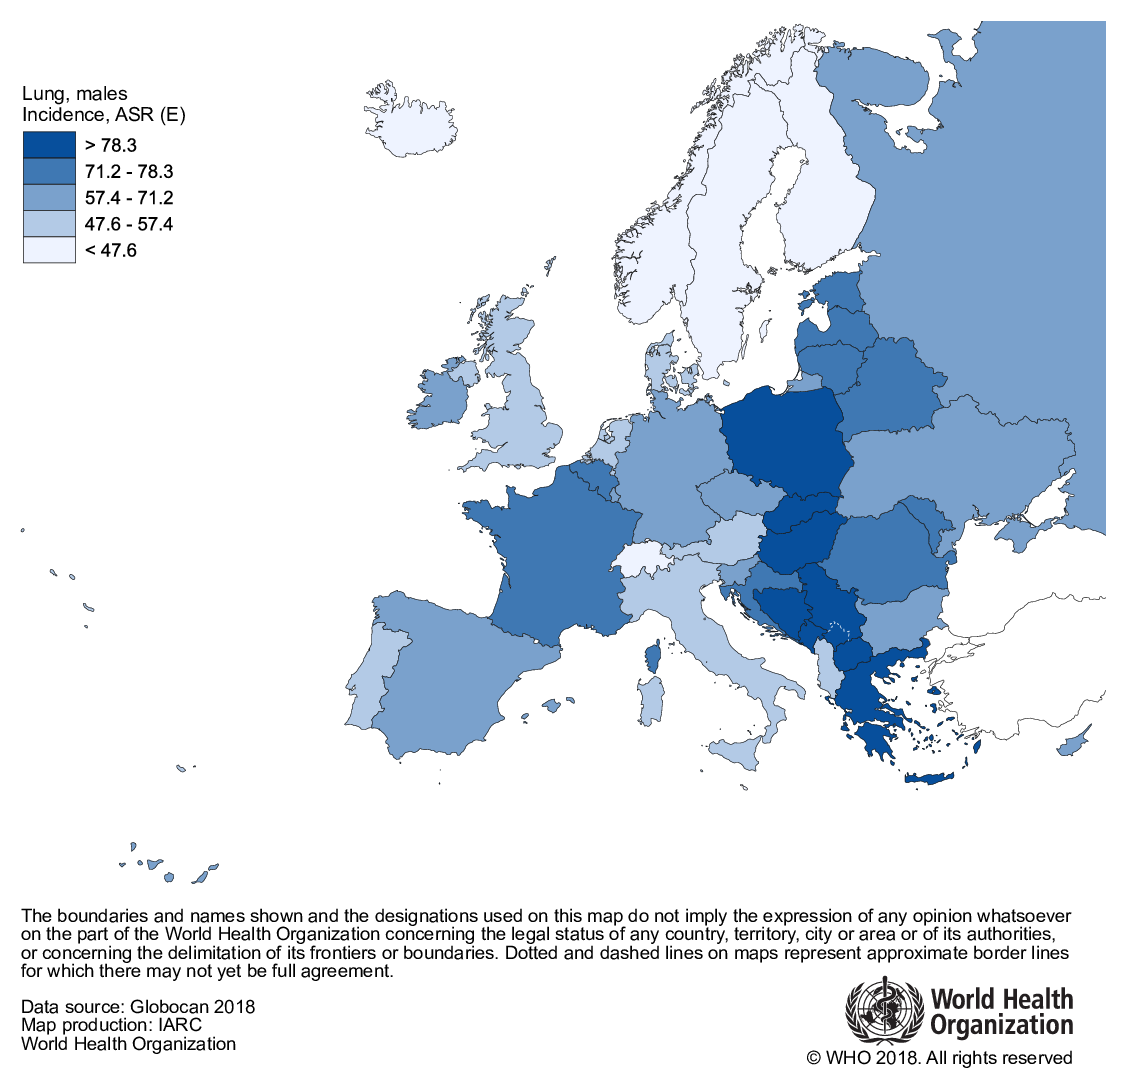 Lung, males
Incidence, ASR (E)
> 78.3
71.2 - 78.3
57.4 - 71.2
47.6 - 57.4
< 47.6
The boundaries and names shown and the designations used on this map do not imply the expression of any opinion whatsoever
on the part of the World Health Organization concerning the legal status of any country, territory, city or area or of its authorities,
or concerning the delimitation of its frontiers or boundaries. Dotted and dashed lines on maps represent approximate border lines
for which there may not yet be full agreement.
Data source: Globocan 2018
Map production: IARC
World Health Organization
World Health
Organization
© WHO 2018. All rights reserved